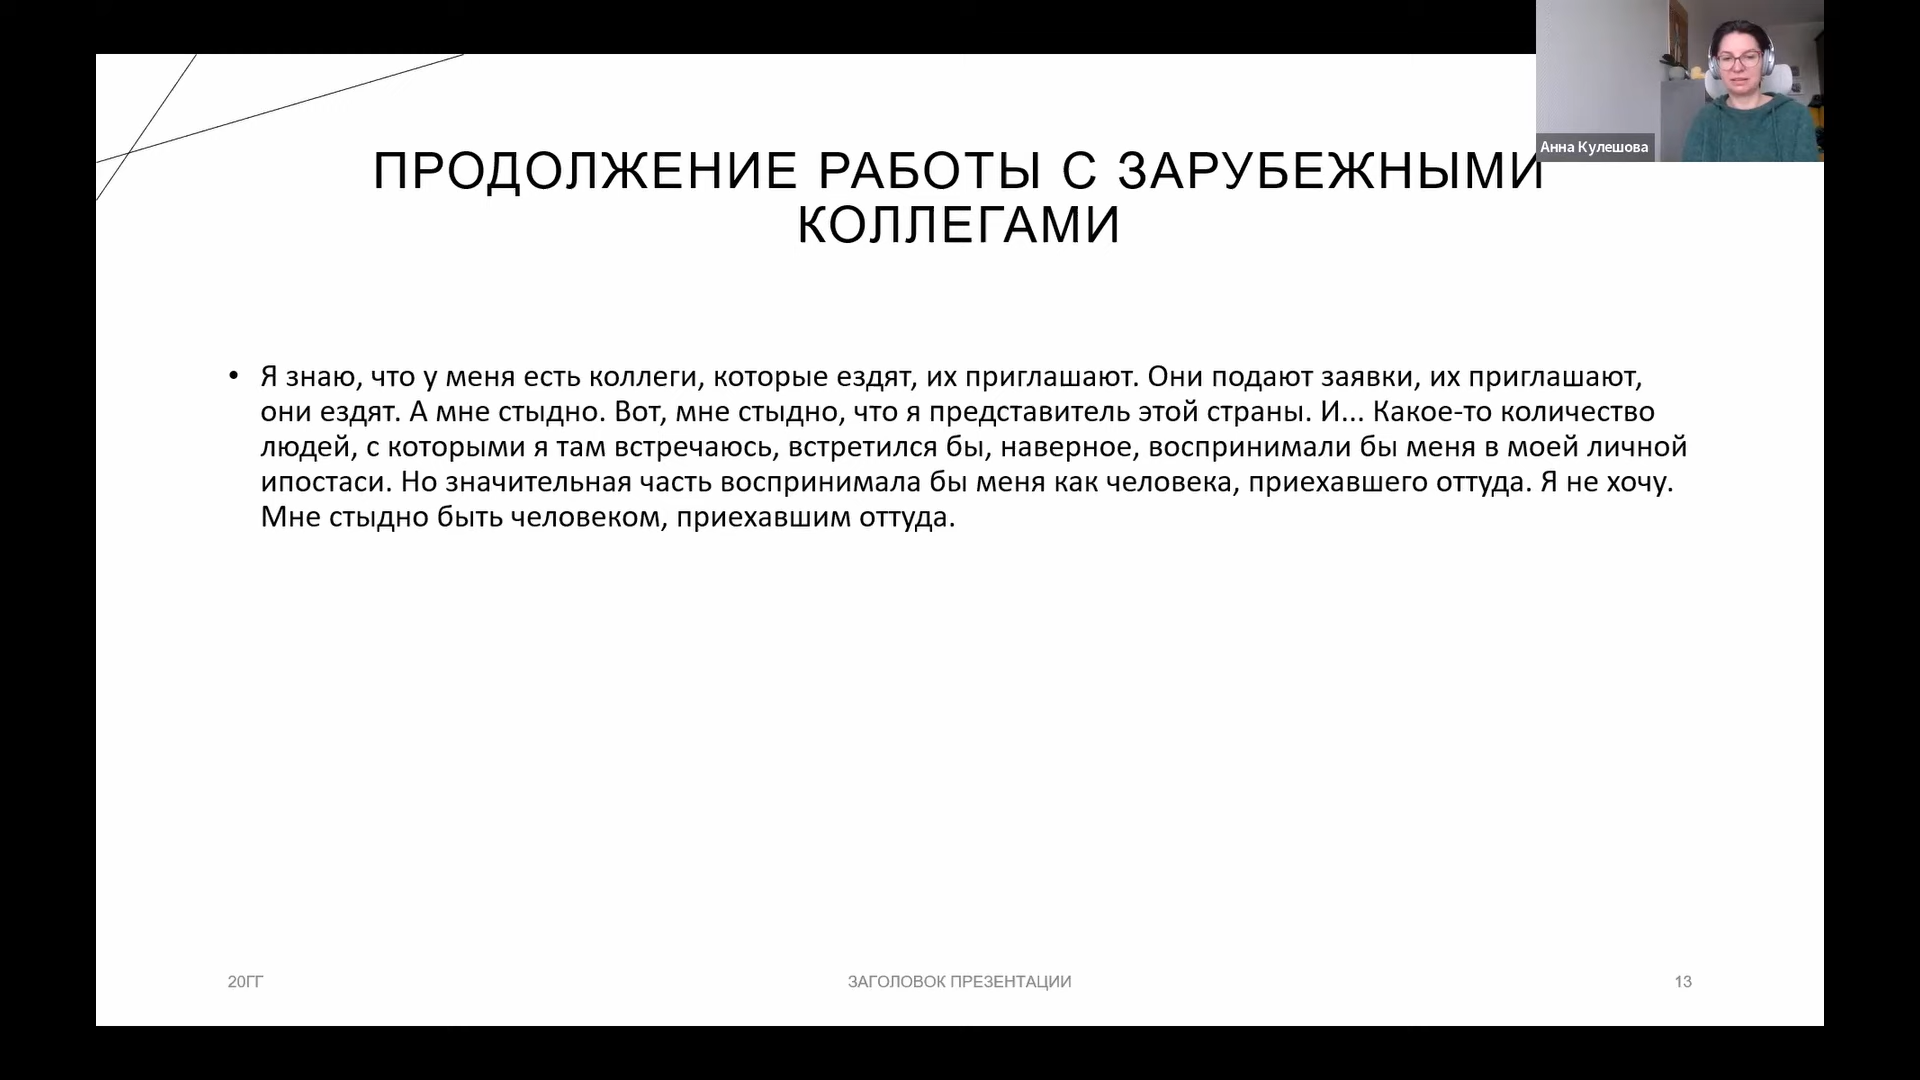 Анна Кулешова
ПРОДОЛЖЕНИЕ РАБОТЫ С ЗАРУБЕЖНЫМИ
КОЛЛЕГАМИ
• Я знаю, что у меня есть коллеги, которые ездят, их приглашают. Они подают заявки, их приглашают,
они ездят. А мне стыдно. Вот, мне стыдно, что я представитель этой страны. И... Какое-то количество
людей, с которыми я там встречаюсь, встретился бы, наверное, воспринимали бы меня в моей личной
ипостаси. Но значительная часть воспринимала бы меня как человека, приехавшего оттуда. Я не хочу.
Мне стыдно быть человеком, приехавшим оттуда.
20ГГ
ЗАГОЛОВОК ПРЕЗЕНТАЦИИ
13